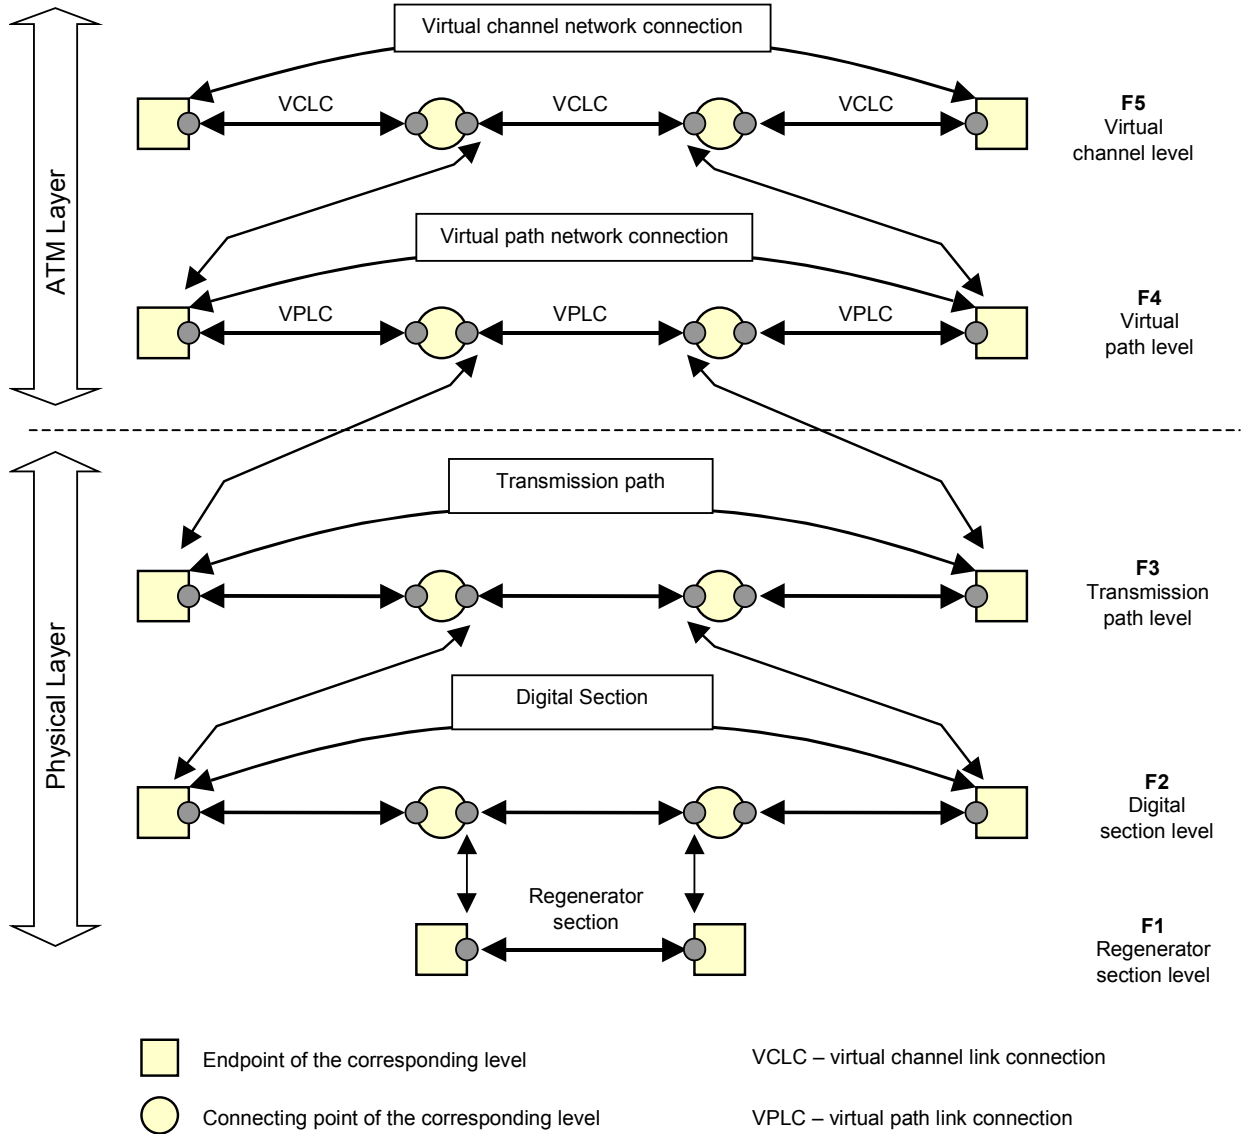 Virtual channel network connection
VCLC
VCLC
VCLC
F5
Virtual
channel level
ATM Layer
Virtual path network connection
VPLC
VPLC
VPLC
F4
Virtual
path level
Transmission path
F3
Transmission
path level
Physical Layer
Digital Section
F2
Digital
section level
Regenerator
section
F1
Regenerator
section level
Endpoint of the corresponding level
VCLC – virtual channel link connection
Connecting point of the corresponding level
VPLC – virtual path link connection